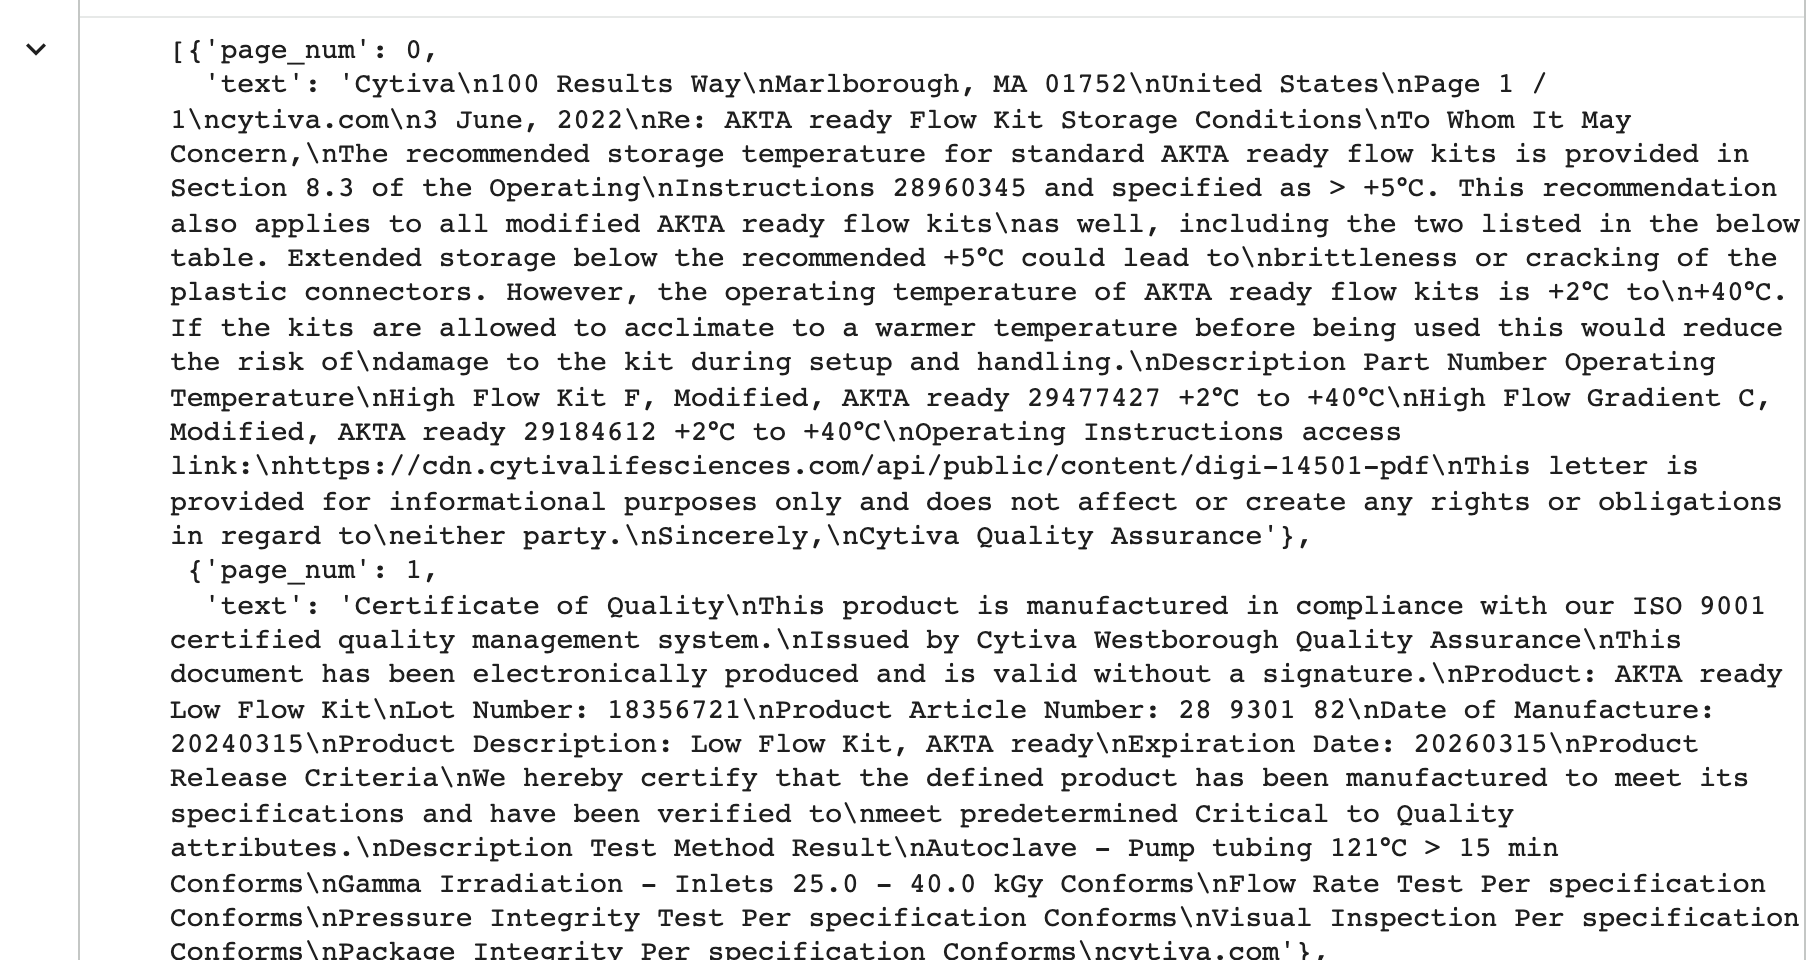 [{'page_num': 0,
'text': 'Cytiva\n100 Results Way\nMarlborough, MA 01752\nUnited States\nPage 1 /
1\ncytiva.com\n3 June, 2022\nRe: AKTA ready Flow Kit Storage Conditions\nTo Whom It May
Concern,\nThe recommended storage temperature for standard AKTA ready flow kits is provided in
Section 8.3 of the Operating\nInstructions 28960345 and specified as > +5°C. This recommendation
also applies to all modified AKTA ready flow kits\nas well, including the two listed in the below
table. Extended storage below the recommended +5°C could lead to\nbrittleness or cracking of the
plastic connectors. However, the operating temperature of AKTA ready flow kits is +2°C to\n+40°C.
If the kits are allowed to acclimate to a warmer temperature before being used this would reduce
the risk of\ndamage to the kit during setup and handling.\nDescription Part Number Operating
Temperature\nHigh Flow Kit F, Modified, AKTA ready 29477427 +2°C to +40°C\nHigh Flow Gradient C,
Modified, AKTA ready 29184612 +2°C to +40°C\nOperating Instructions access
link:\nhttps://cdn.cytivalifesciences.com/api/public/content/digi-14501-pdf\nThis letter is
provided for informational purposes only and does not affect or create any rights or obligations
in regard to\neither party.\nSincerely,\nCytiva Quality Assurance'},
{'page_num': 1,
'text': 'Certificate of Quality\nThis product is manufactured in compliance with our ISO 9001
certified quality management system.\nIssued by Cytiva Westborough Quality Assurance\nThis
document has been electronically produced and is valid without a signature.\nProduct: AKTA ready
Low Flow Kit\nLot Number: 18356721\nProduct Article Number: 28 9301 82\nDate of Manufacture:
20240315\nProduct Description: Low Flow Kit, AKTA ready\nExpiration Date: 20260315\nProduct
Release Criteria\nWe hereby certify that the defined product has been manufactured to meet its
specifications and have been verified to\nmeet predetermined Critical to Quality
attributes.\nDescription Test Method Result\nAutoclave - Pump tubing 121°C > 15 min
Conforms\nGamma Irradiation - Inlets 25.0 - 40.0 kGy Conforms\nFlow Rate Test Per specification
Conforms\nPressure Integrity Test Per specification Conforms\nVisual Inspection Per specification
Conforms\nPackage Integrity Per specification Conforms\ncytiva.com'},